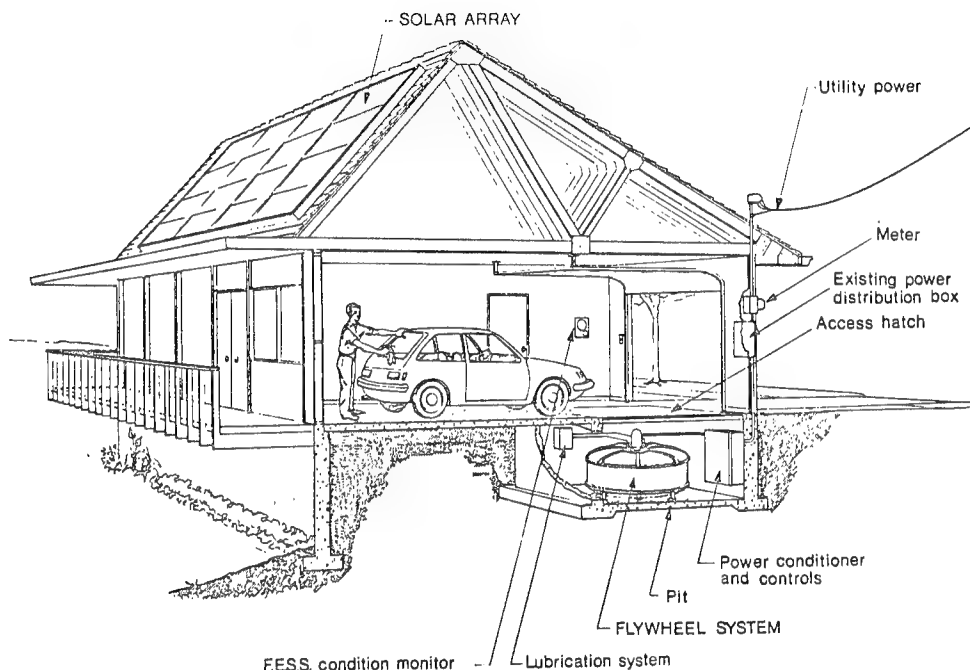 SOLAR ARRAY
Utility power
Meter
Existing power
distribution box
Access hatch
Power conditioner
and controls
Pit
FLYWHEEL SYSTEM
F.E.S.S. condition monitor
Lubrication system